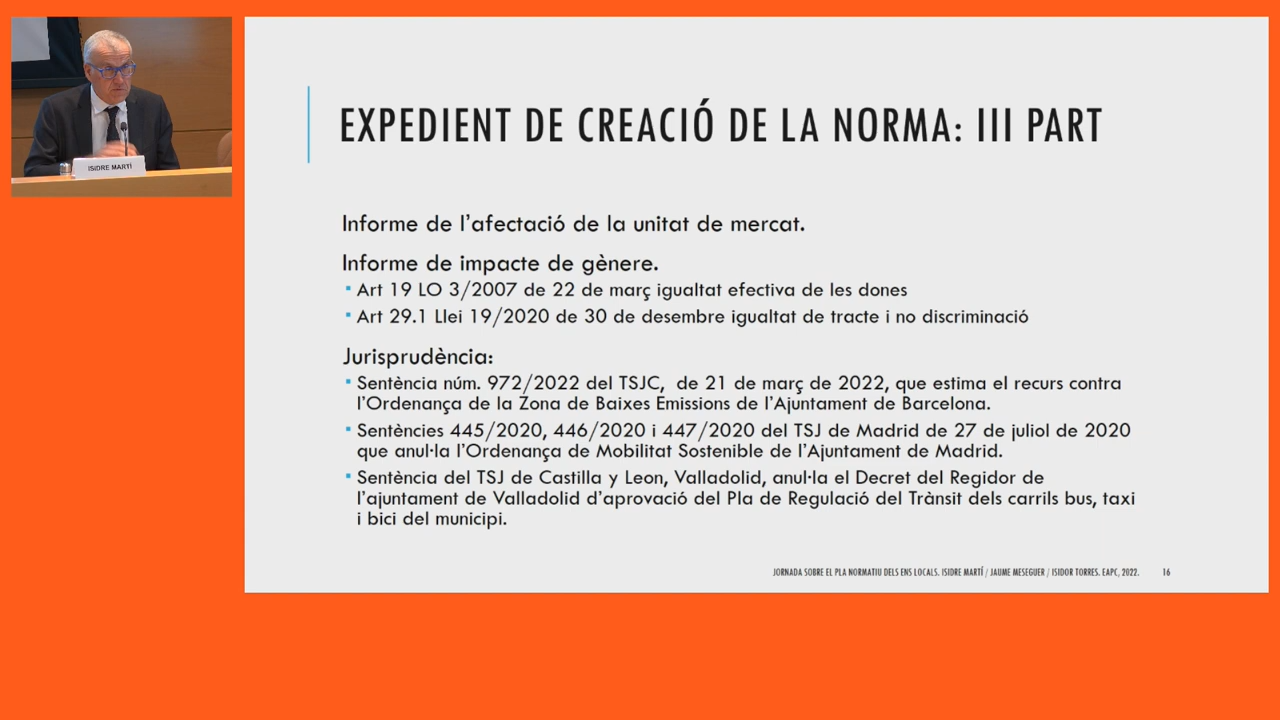 ISIDRE MARTÍ
EXPEDIENT DE CREACIÓ DE LA NORMA: III PART
Informe de l'afectació de la unitat de mercat.
Informe de impacte de gènere.
Art 19 LO 3/2007 de 22 de març igualtat efectiva de les dones
Art 29.1 Llei 19/2020 de 30 de desembre igualtat de tracte i no discriminació
Jurisprudència:
Sentència núm. 972/2022 del TSJC, de 21 de març de 2022, que estima el recurs contra
l'Ordenança de la Zona de Baixes Emissions de l'Ajuntament de Barcelona.
Sentències 445/2020, 446/2020 i 447/2020 del TSJ de Madrid de 27 de juliol de 2020
que anul·la l'Ordenança de Mobilitat Sostenible de l'Ajuntament de Madrid.
Sentència del TSJ de Castilla y Leon, Valladolid, anul·la el Decret del Regidor de
l'ajuntament de Valladolid d'aprovació del Pla de Regulació del Trànsit dels carrils bus, taxi
i bici del municipi.
JORNADA SOBRE EL PLA NORMATIU DELS ENS LOCALS. ISIDRE MARTÍ / JAUME MESEGUER / ISIDOR TORRES. EAPC, 2022. 16